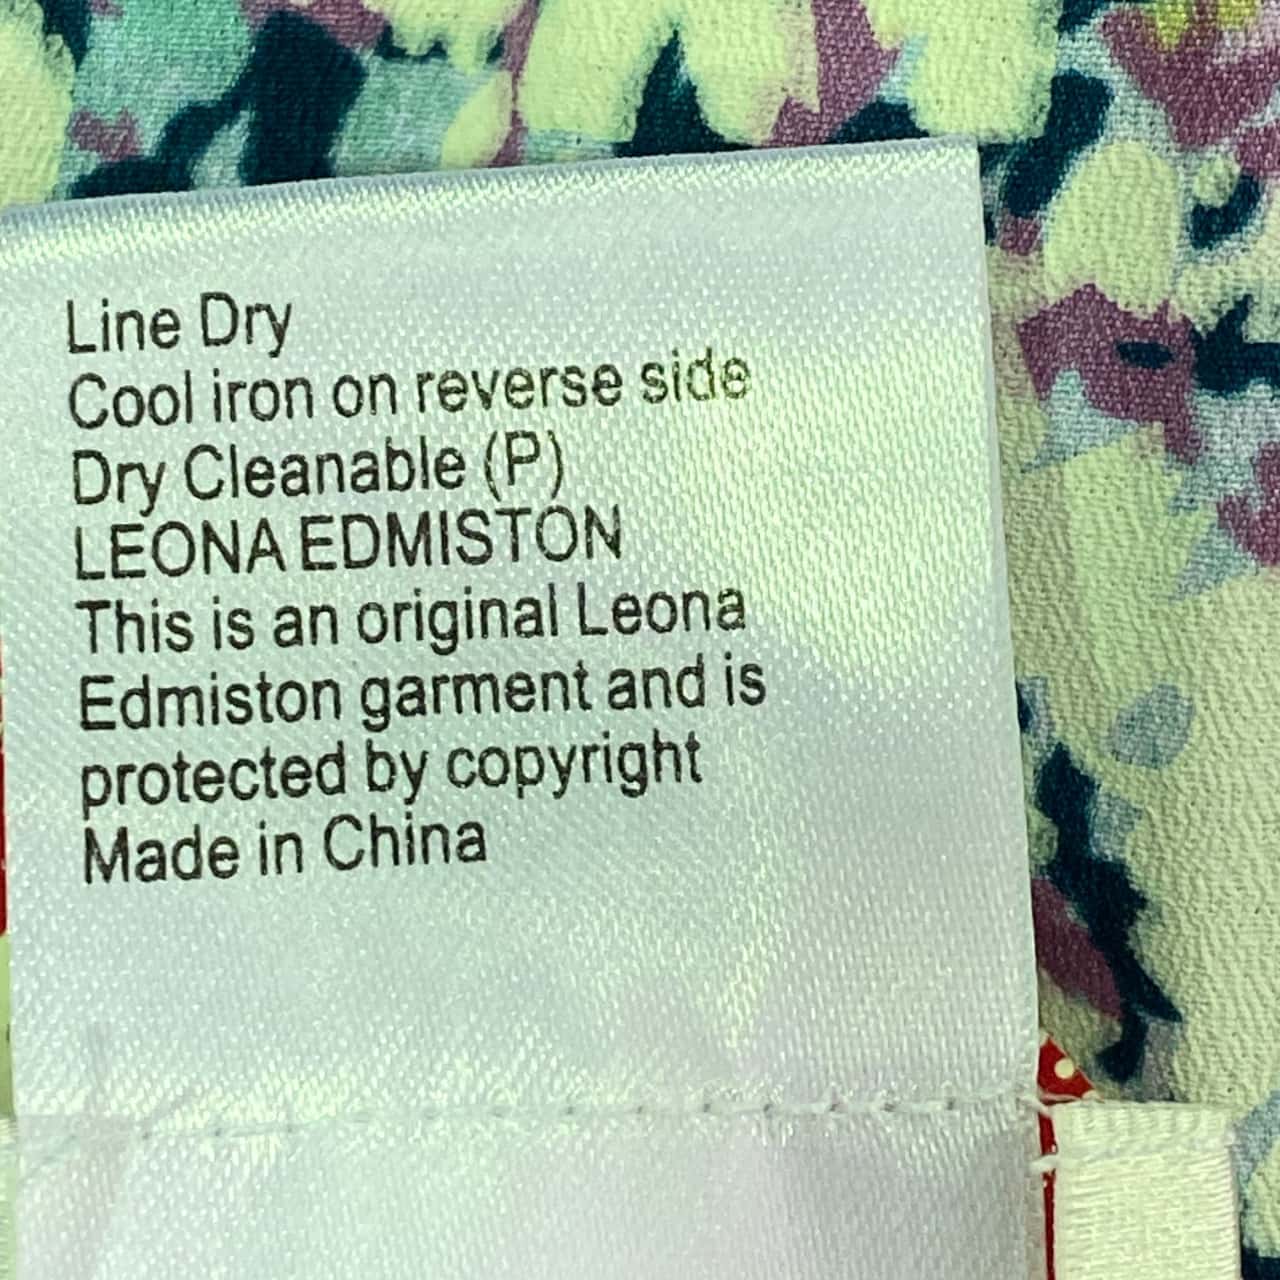 Line Dry
Cool iron on reverse side
Dry Cleanable (P)
LEONA EDMISTON
This is an original Leona
Edmiston garment and is
protected by copyright
Made in China